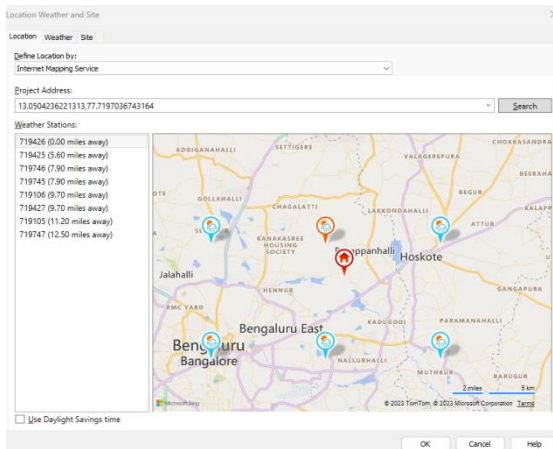 Location Weather and Site
Location Weather Site
Define Location by:
Internet Mapping Service
Project Address:
13.0504236221313,77.7197036743164
Search
Weather Stations:
719426 (0.00 miles away)
719425 (5.60 miles away)
719746 (7.90 miles away)
719745 (7.90 miles away)
719106 (9.70 miles away)
719427 (9.70 miles away)
719105 (11.20 miles away)
719747 (12.50 miles away)
CHOKKASANDRA
ADDIGANAHALLI
SETTIGERE
VALAGEREPURA
BEERAHA
BEGUR
GOLLAHALLI
CHAGALATTI
LAKKONDAHALLI
KALAPP
ATTUR
KANAKASREE
HOUSING
SOCIETY
Hoskote
Jalahalli
HENNUR
GANGAPURA
RMC YARD
Bengaluru East
KADUGODI
PARAMANAHALLI
Bangalore
NALLURHALLI
MUTHKUR
BARUGUR
2 miles
5 km
Microsoft Bing
© 2023 TomTom, © 2023 Microsoft Corporation Terms
Use Daylight Savings time
OK
Cancel
Help